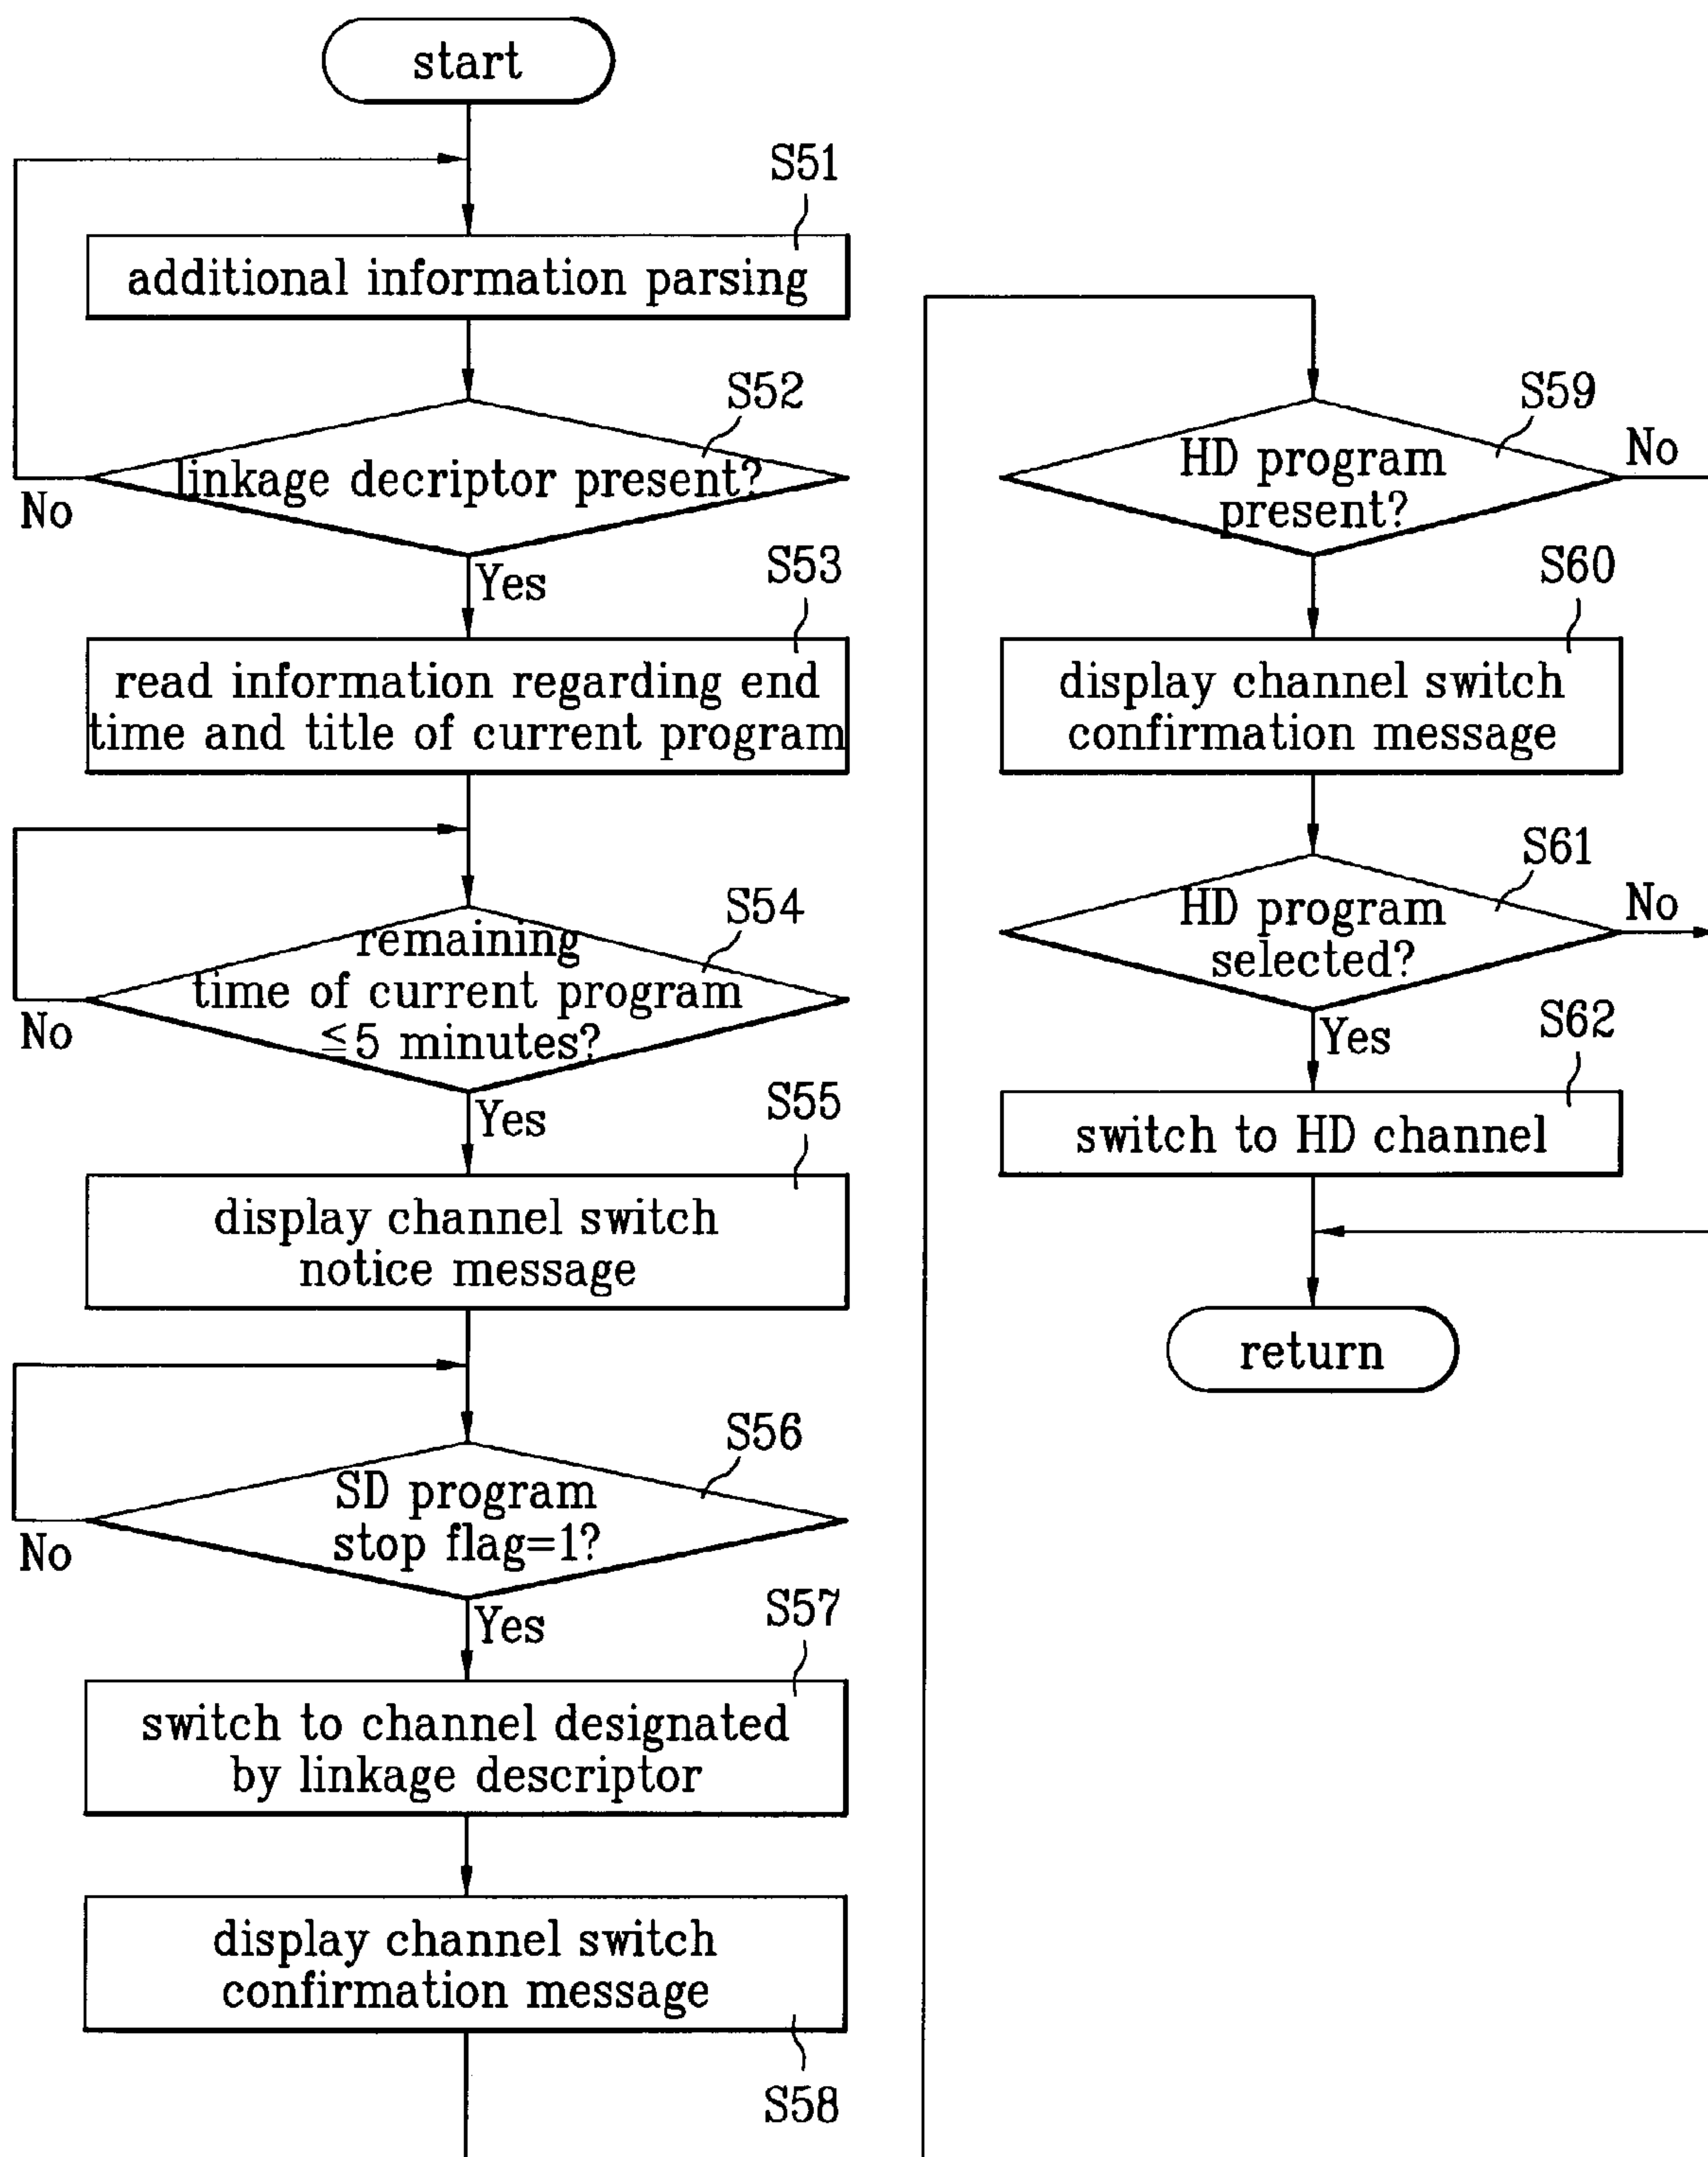 start
S51
additional information parsing
S52
linkage decriptor present?
No
Yes
S53
read information regarding end
time and title of current program
S54
remaining
time of current program
≦5 minutes?
No
Yes
S55
display channel switch
notice message
S56
SD program
stop flag=1?
No
Yes
S57
switch to channel designated
by linkage descriptor
display channel switch
confirmation message
S58
S59
HD program
present?
No
S60
display channel switch
confirmation message
S61
HD program
selected?
No
Yes
S62
switch to HD channel
return